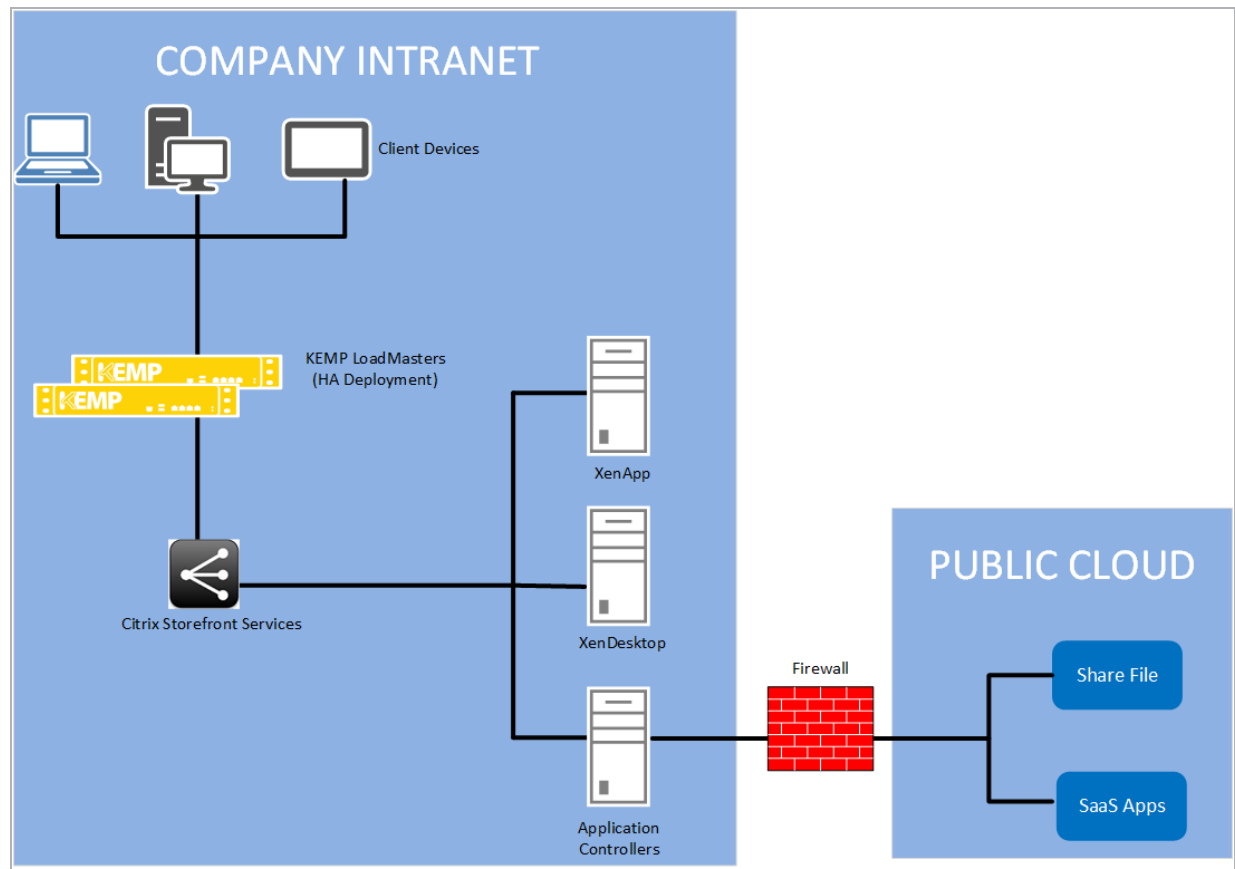 COMPANY INTRANET
Client Devices
KEMP LoadMasters
(HA Deployment)
KEMP
KEMP
XenApp
Citrix Storefront Services
XenDesktop
PUBLIC CLOUD
Firewall
Share File
SaaS Apps
Application
Controllers